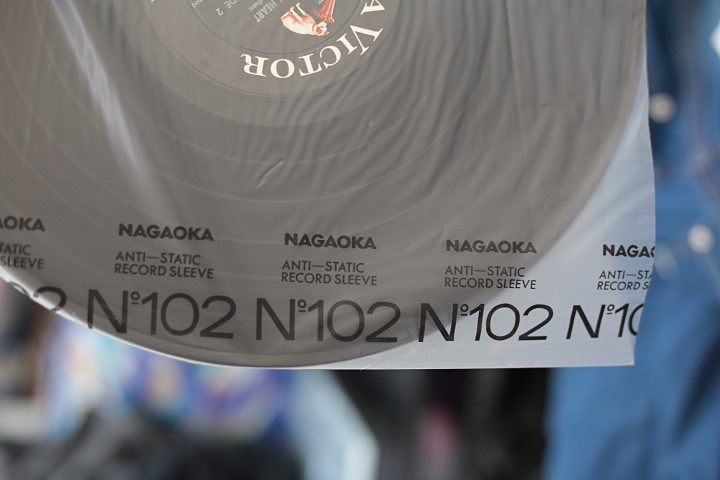 HEART
A VICTOR
NAGAOKA
ANTI—STATIC
RECORD SLEEVE
Nº102
NAGAOKA
ANTI—STATIC
RECORD SLEEVE
Nº102
NAGAOKA
ANTI—STATIC
RECORD SLEEVE
Nº102